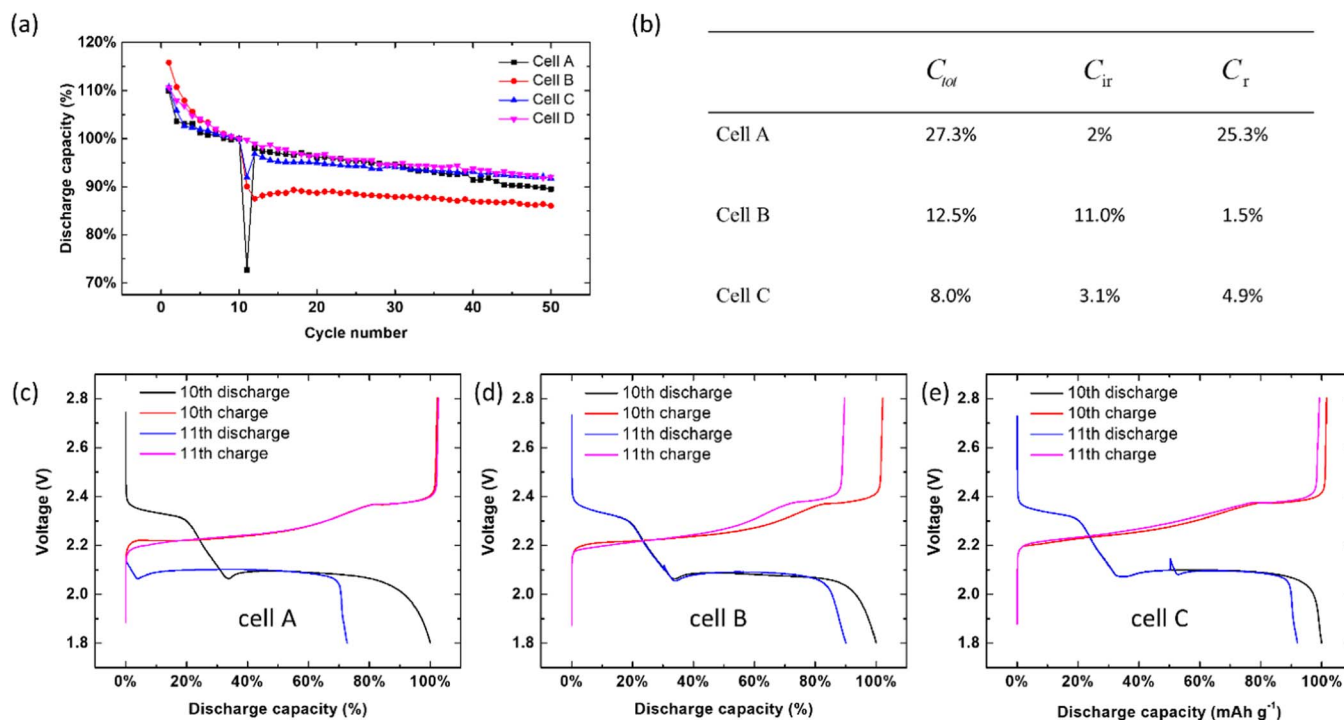 (a)
120%
110%
100%
90%
80%
70%
Discharge capacity (%)
0
10
20
30
40
50
Cycle number
Cell A
Cell B
Cell C
Cell D
(b)
C_tol C_ir C_r
Cell A 27.3% 2% 25.3%
Cell B 12.5% 11.0% 1.5%
Cell C 8.0% 3.1% 4.9%
(c)
10th discharge
10th charge
11th discharge
11th charge
2.8
2.6
2.4
2.2
2.0
1.8
Voltage (V)
cell A
0% 20% 40% 60% 80% 100%
Discharge capacity (%)
(d)
10th discharge
10th charge
11th discharge
11th charge
2.8
2.6
2.4
2.2
2.0
1.8
Voltage (V)
cell B
0% 20% 40% 60% 80% 100%
Discharge capacity (%)
(e)
10th discharge
10th charge
11th discharge
11th charge
2.8
2.6
2.4
2.2
2.0
1.8
Voltage (V)
cell C
0% 20% 40% 60% 80% 100%
Discharge capacity (mAh g⁻¹)